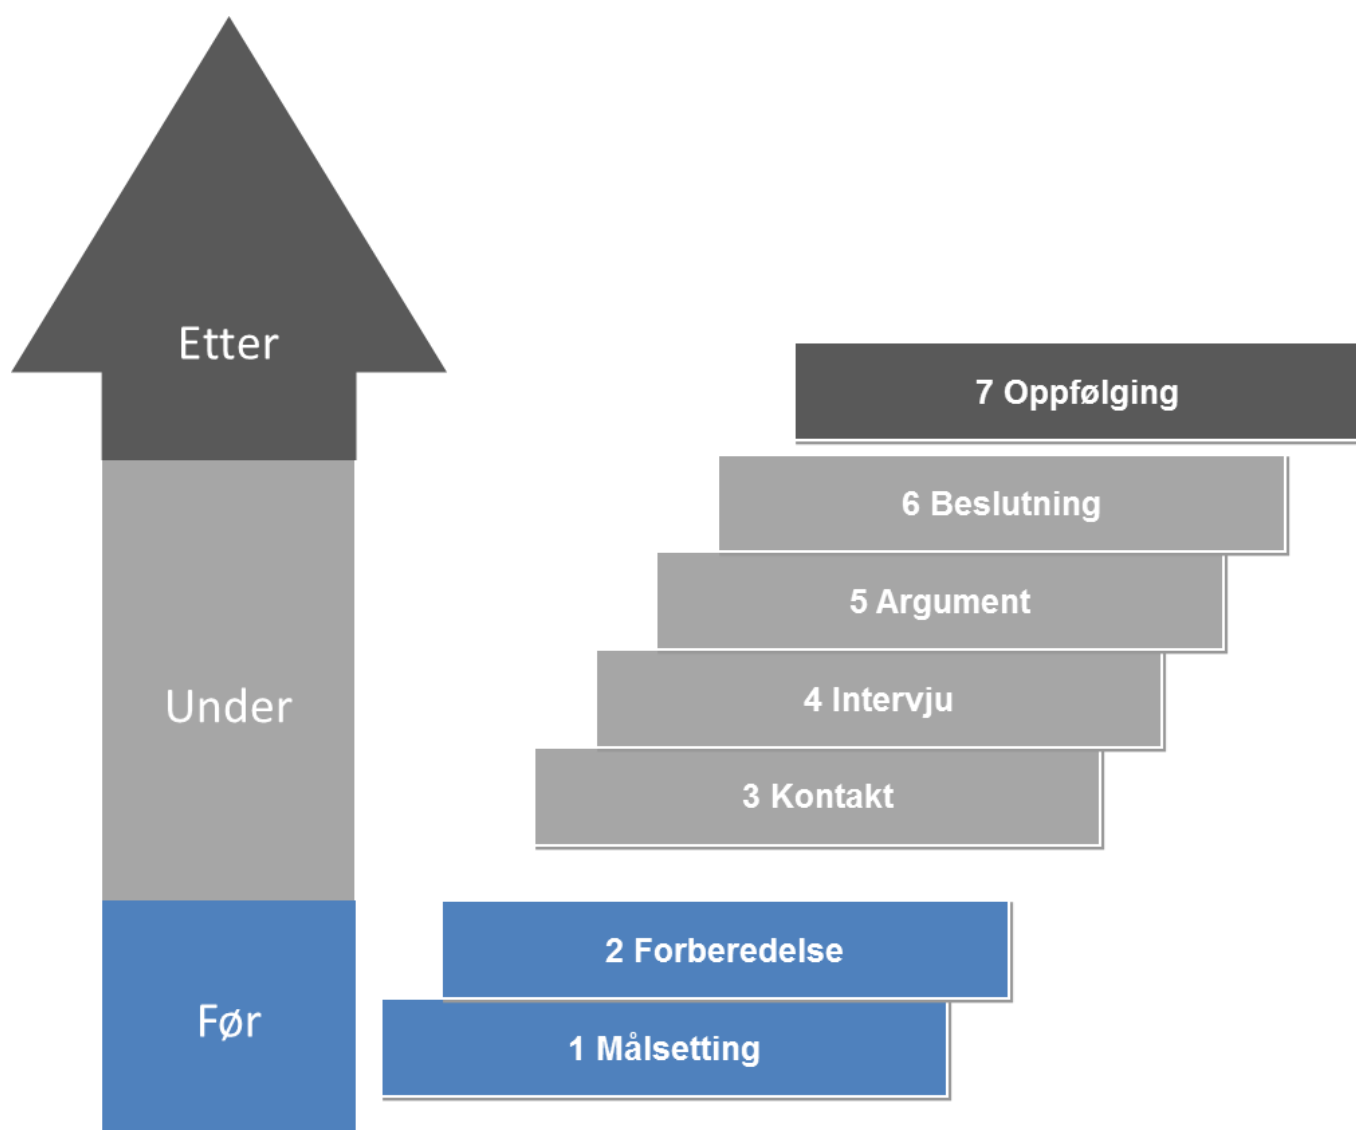 Etter
7 Oppfølging
6 Beslutning
5 Argument
4 Intervju
Under
3 Kontakt
2 Forberedelse
Før
1 Målsetting